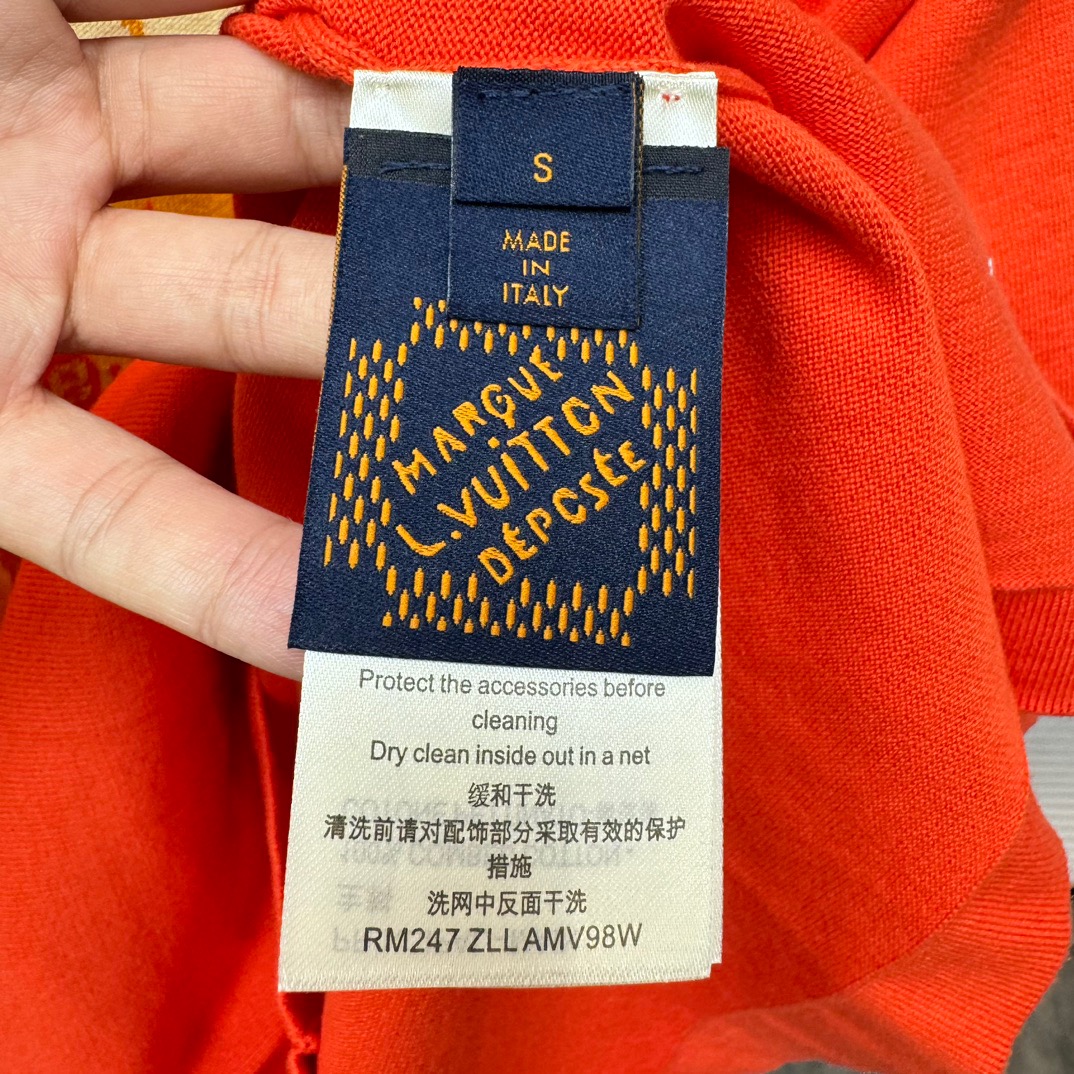 S
MADE
IN
ITALY
MARQUE
L.VUITTON
DÉPOSÉE
Protect the accessories before
cleaning
Dry clean inside out in a net
缓和干洗
清洗前请对配饰部分采取有效的保护
措施
洗网中反面干洗
RM247 ZLL AMV98W